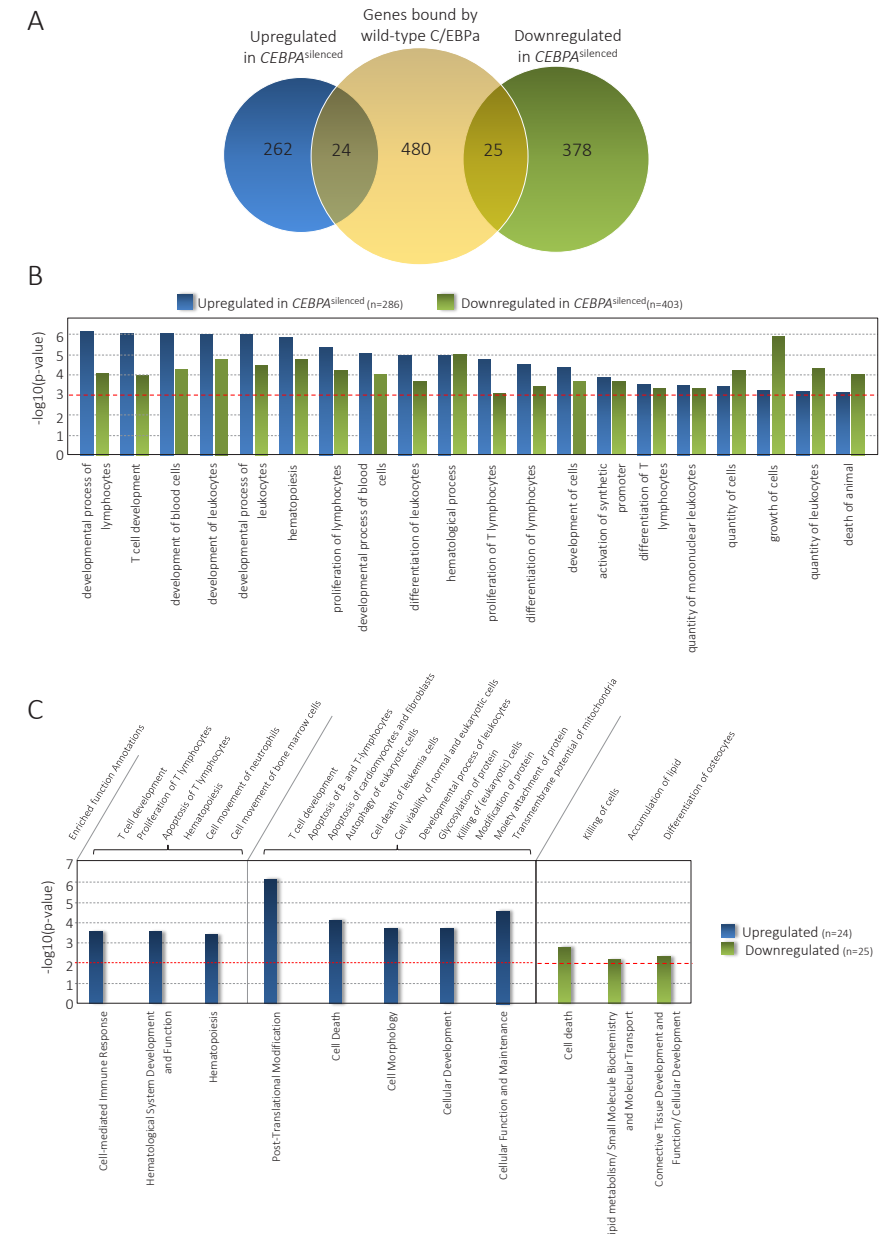 A
Genes bound by
wild-type C/EBPa
Upregulated
in CEBPAsilenced
Downregulated
in CEBPAsilenced
262
24
480
25
378
B
Upregulated in CEBPAsilenced (n=286)
Downregulated in CEBPAsilenced(n=403)
-log10(p-value)
6
5
4
3
2
1
0
developmental process of
lymphocytes
T cell development
development of blood cells
development of leukocytes
developmental process of
leukocytes
hematopoiesis
proliferation of lymphocytes
developmental process of blood
cells
differentiation of leukocytes
hematological process
proliferation of T lymphocytes
differentiation of lymphocytes
development of cells
activation of synthetic
promoter
differentiation of T
lymphocytes
quantity of mononuclear leukocytes
quantity of cells
growth of cells
quantity of leukocytes
death of animal
C
Enriched function Annotations
T cell development
Proliferation of T lymphocytes
Apoptosis of T lymphocytes
Hematopoiesis
Cell movement of neutrophils
Cell movement of bone marrow cells
T cell development
Apoptosis of B- and T-lymphocytes
Apoptosis of cardiomyocytes and fibroblasts
Autophagy of eukaryotic cells
Cell death of leukemia cells
Cell viability of normal and eukaryotic cells
Developmental process of leukocytes
Glycosylation of protein
Killing of (eukaryotic) cells
Modification of protein
Moiety attachment of protein
Transmembrane potential of mitochondria
Killing of cells
Accumulation of lipid
Differentiation of osteocytes
-log10(p-value)
7
6
5
4
3
2
1
0
Upregulated (n=24)
Downregulated (n=25)
Cell-mediated Immune Response
Hematological System Development
and Function
Hematopoiesis
Post-Translational Modification
Cell Death
Cell Morphology
Cellular Development
Cellular Function and Maintenance
Cell death
ipid metabolism/ Small Molecule Biochemistry
and Molecular Transport
Connective Tissue Development and
Function/ Cellular Development